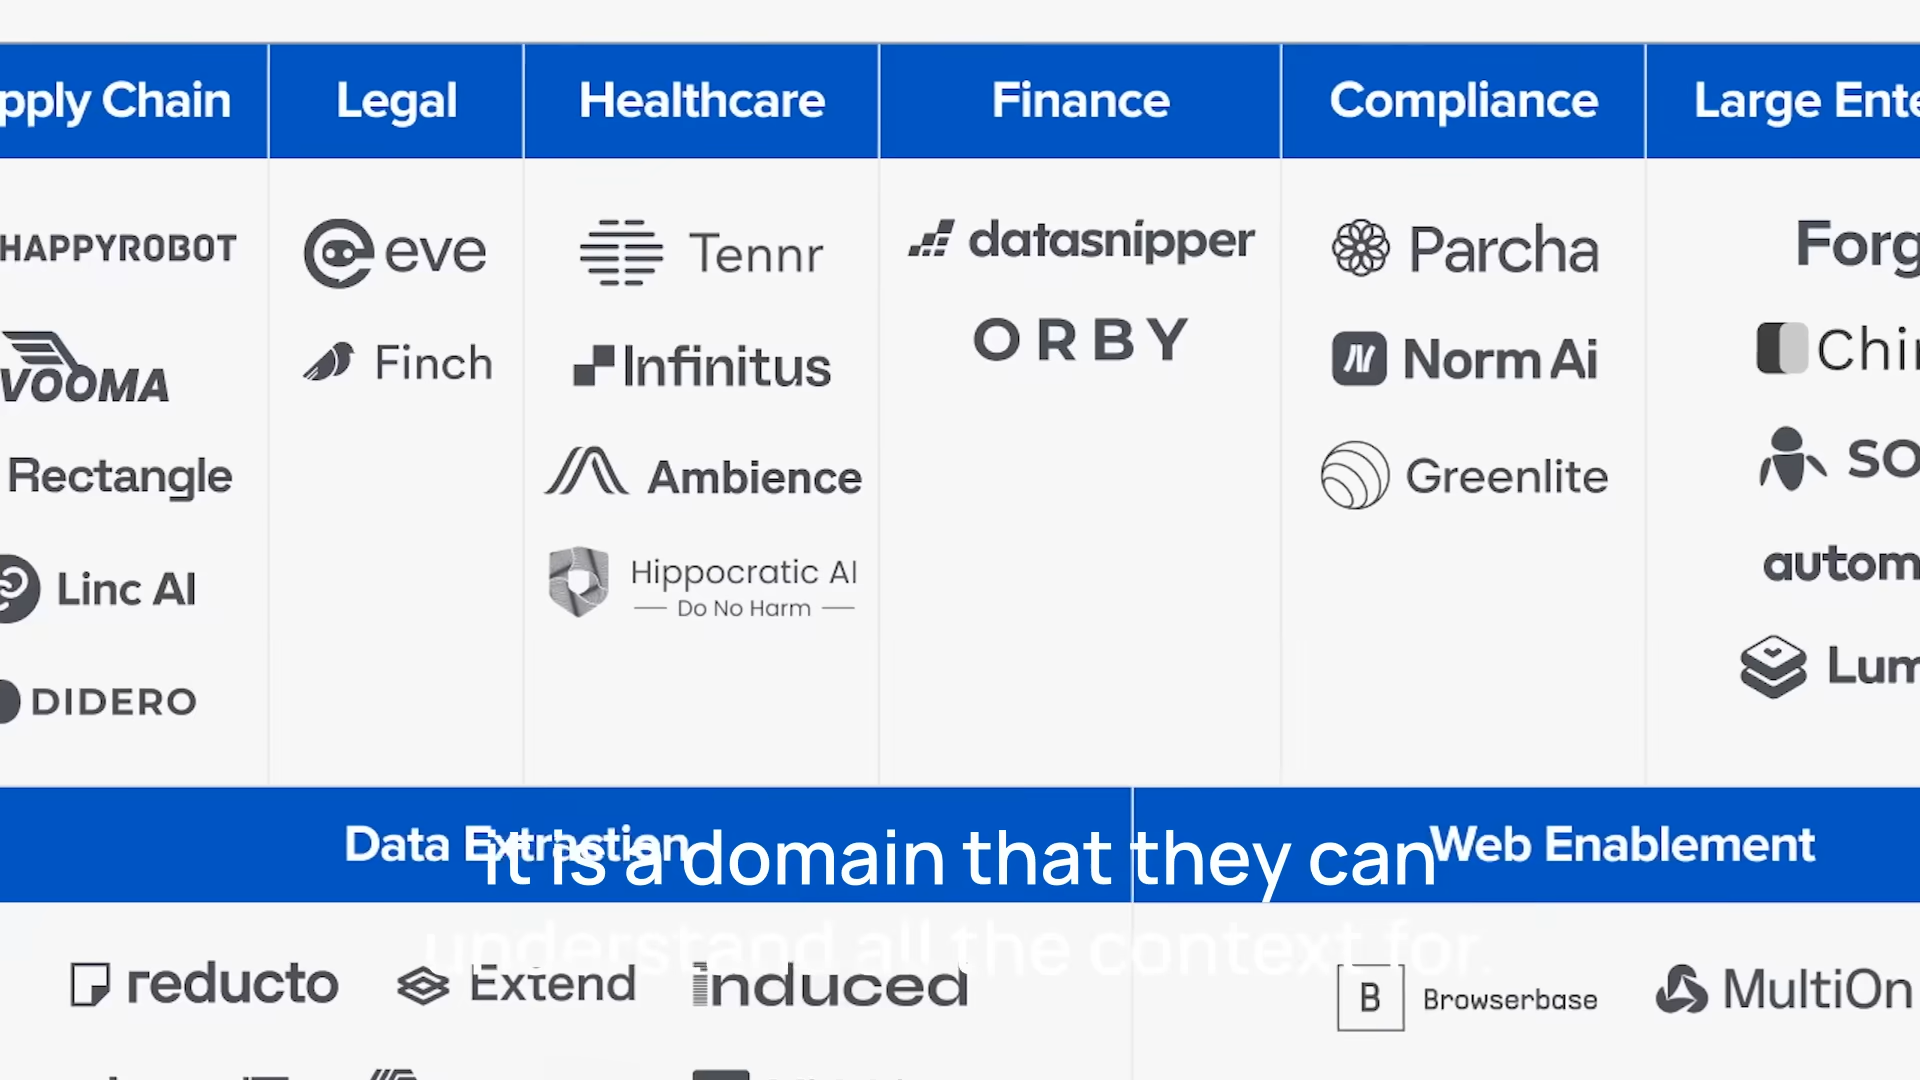 pply Chain
Legal
Healthcare
Finance
Compliance
Large Ente
HAPPYROBOT
eve
Tennr
datasnipper
Parcha
Forg
VOOMA
Finch
Infinitus
ORBY
Norm Ai
Chi
Rectangle
Ambience
Greenlite
SO
Linc AI
Hippocratic AI
Do No Harm
autom
DIDERO
Lum
Data Extraction
Web Enablement
it is a domain that they can
understand all the context for.
reducto
Extend
induced
B Browserbase
MultiOn